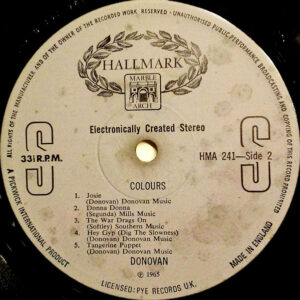 ALL RIGHTS OF THE MANUFACTURER AND OF THE OWNER OF THE RECORDED WORK RESERVED - UNAUTHORISED PUBLIC PERFORMANCE BROADCASTING AND COPYING OF THIS RECORD PROHIBITED
HALLMARK
MARBLE
ARCH
Electronically Created Stereo
S
S
33⅓ R.P.M.
HMA 241—Side 2
COLOURS
1. Josie
(Donovan) Donovan Music
2. Donna Donna
(Segunda) Mills Music
3. The War Drags On
(Softley) Southern Music
4. Hey Gyp (Dig The Slowness)
(Donovan) Donovan Music
5. Tangerine Puppet
(Donovan) Donovan Music
DONOVAN
℗ 1965
A PICKWICK INTERNATIONAL PRODUCT
MADE IN ENGLAND
LICENSED: PYE RECORDS U.K.